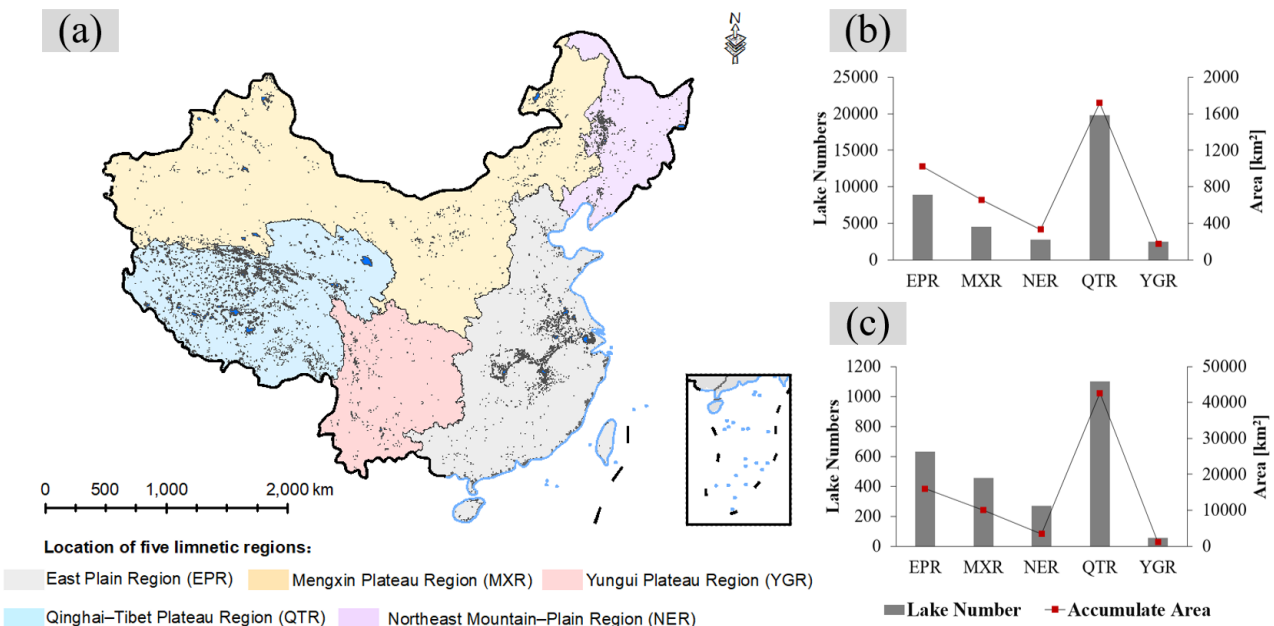 (a)
N
0 500 1,000 2,000 km
Location of five limnetic regions:
East Plain Region (EPR) Mengxin Plateau Region (MXR) Yungui Plateau Region (YGR)
Qinghai–Tibet Plateau Region (QTR) Northeast Mountain–Plain Region (NER)
(b)
Lake Numbers
25000
20000
15000
10000
5000
0
2000
1600
1200
800
400
0
Area [km²]
EPR MXR NER QTR YGR
(c)
Lake Numbers
1200
1000
800
600
400
200
0
50000
40000
30000
20000
10000
0
Area [km²]
EPR MXR NER QTR YGR
Lake Number Accumulate Area